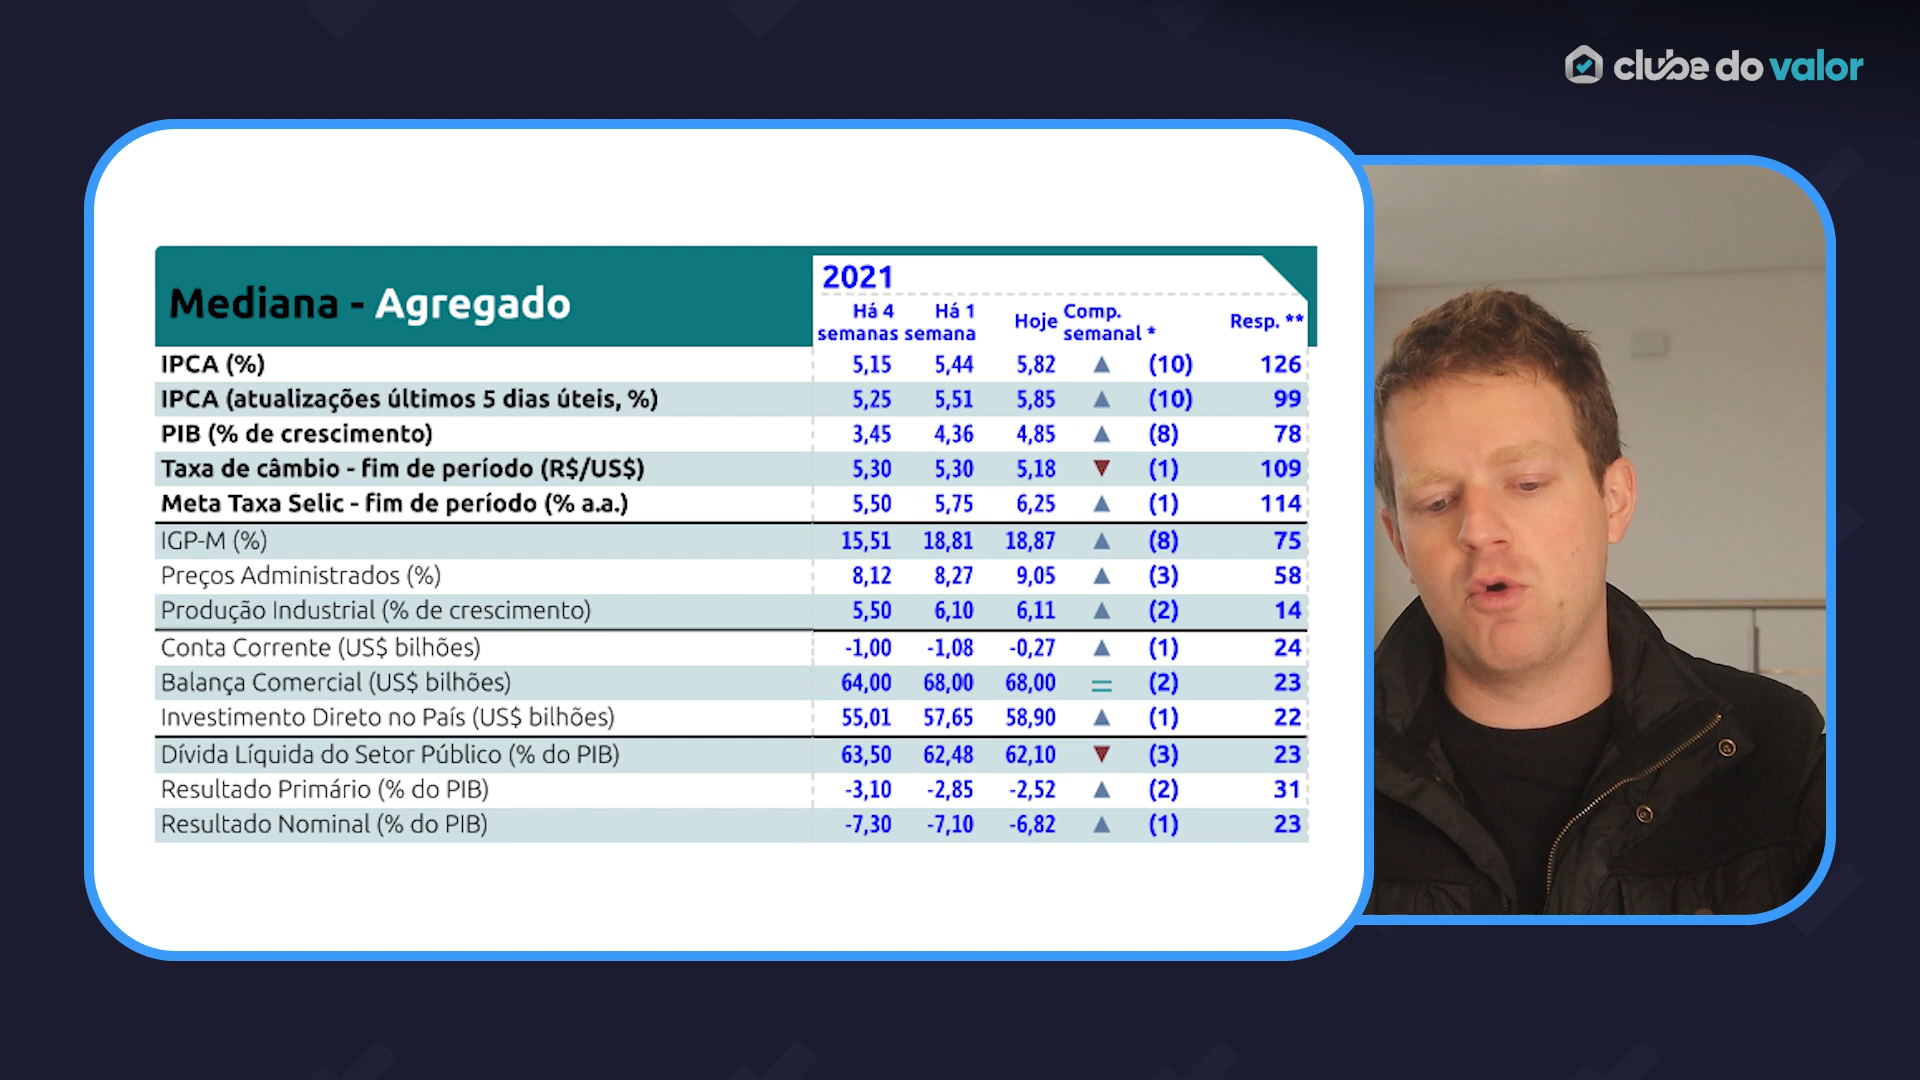 clube do valor
2021
Mediana - Agregado
Há 4 semanas Há 1 semana Hoje Comp. semanal * Resp. **
IPCA (%) 5,15 5,44 5,82 ▲ (10) 126
IPCA (atualizações últimos 5 dias úteis, %) 5,25 5,51 5,85 ▲ (10) 99
PIB (% de crescimento) 3,45 4,36 4,85 ▲ (8) 78
Taxa de câmbio - fim de período (R$/US$) 5,30 5,30 5,18 ▼ (1) 109
Meta Taxa Selic - fim de período (% a.a.) 5,50 5,75 6,25 ▲ (1) 114
IGP-M (%) 15,51 18,81 18,87 ▲ (8) 75
Preços Administrados (%) 8,12 8,27 9,05 ▲ (3) 58
Produção Industrial (% de crescimento) 5,50 6,10 6,11 ▲ (2) 14
Conta Corrente (US$ bilhões) -1,00 -1,08 -0,27 ▲ (1) 24
Balança Comercial (US$ bilhões) 64,00 68,00 68,00 = (2) 23
Investimento Direto no País (US$ bilhões) 55,01 57,65 58,90 ▲ (1) 22
Dívida Líquida do Setor Público (% do PIB) 63,50 62,48 62,10 ▼ (3) 23
Resultado Primário (% do PIB) -3,10 -2,85 -2,52 ▲ (2) 31
Resultado Nominal (% do PIB) -7,30 -7,10 -6,82 ▲ (1) 23